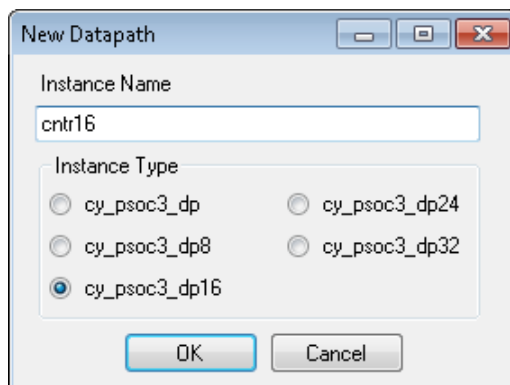 New Datapath
Instance Name
cntr16
Instance Type
cy_psoc3_dp cy_psoc3_dp24
cy_psoc3_dp8 cy_psoc3_dp32
cy_psoc3_dp16
OK Cancel